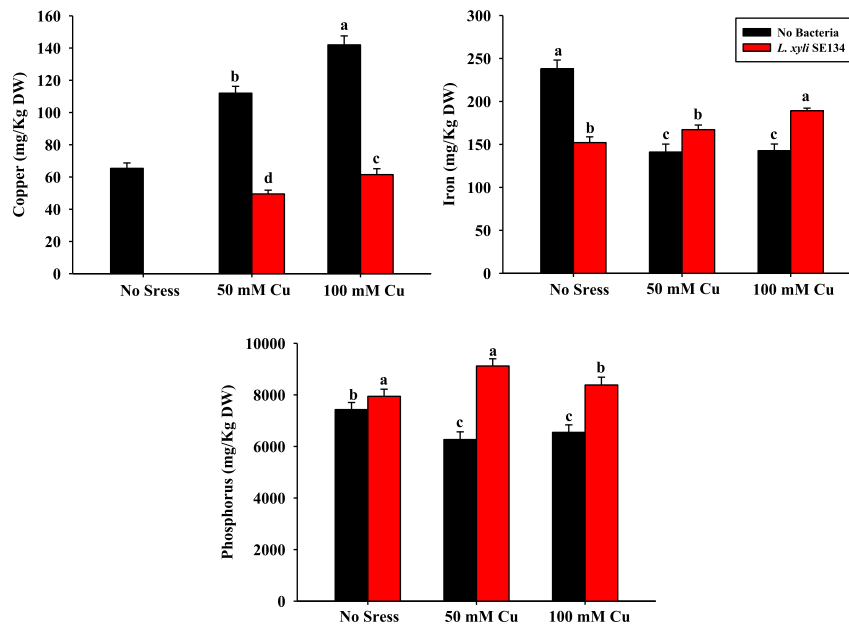 Copper (mg/Kg DW)
160
140
120
100
80
60
40
20
0
b
d
a
c
No Sress
50 mM Cu
100 mM Cu
Iron (mg/Kg DW)
300
250
200
150
100
50
0
No Bacteria
L. xyli SE134
a
b
c
b
c
a
No Sress
50 mM Cu
100 mM Cu
Phosphorus (mg/Kg DW)
10000
8000
6000
4000
2000
0
b
a
c
a
c
b
No Sress
50 mM Cu
100 mM Cu